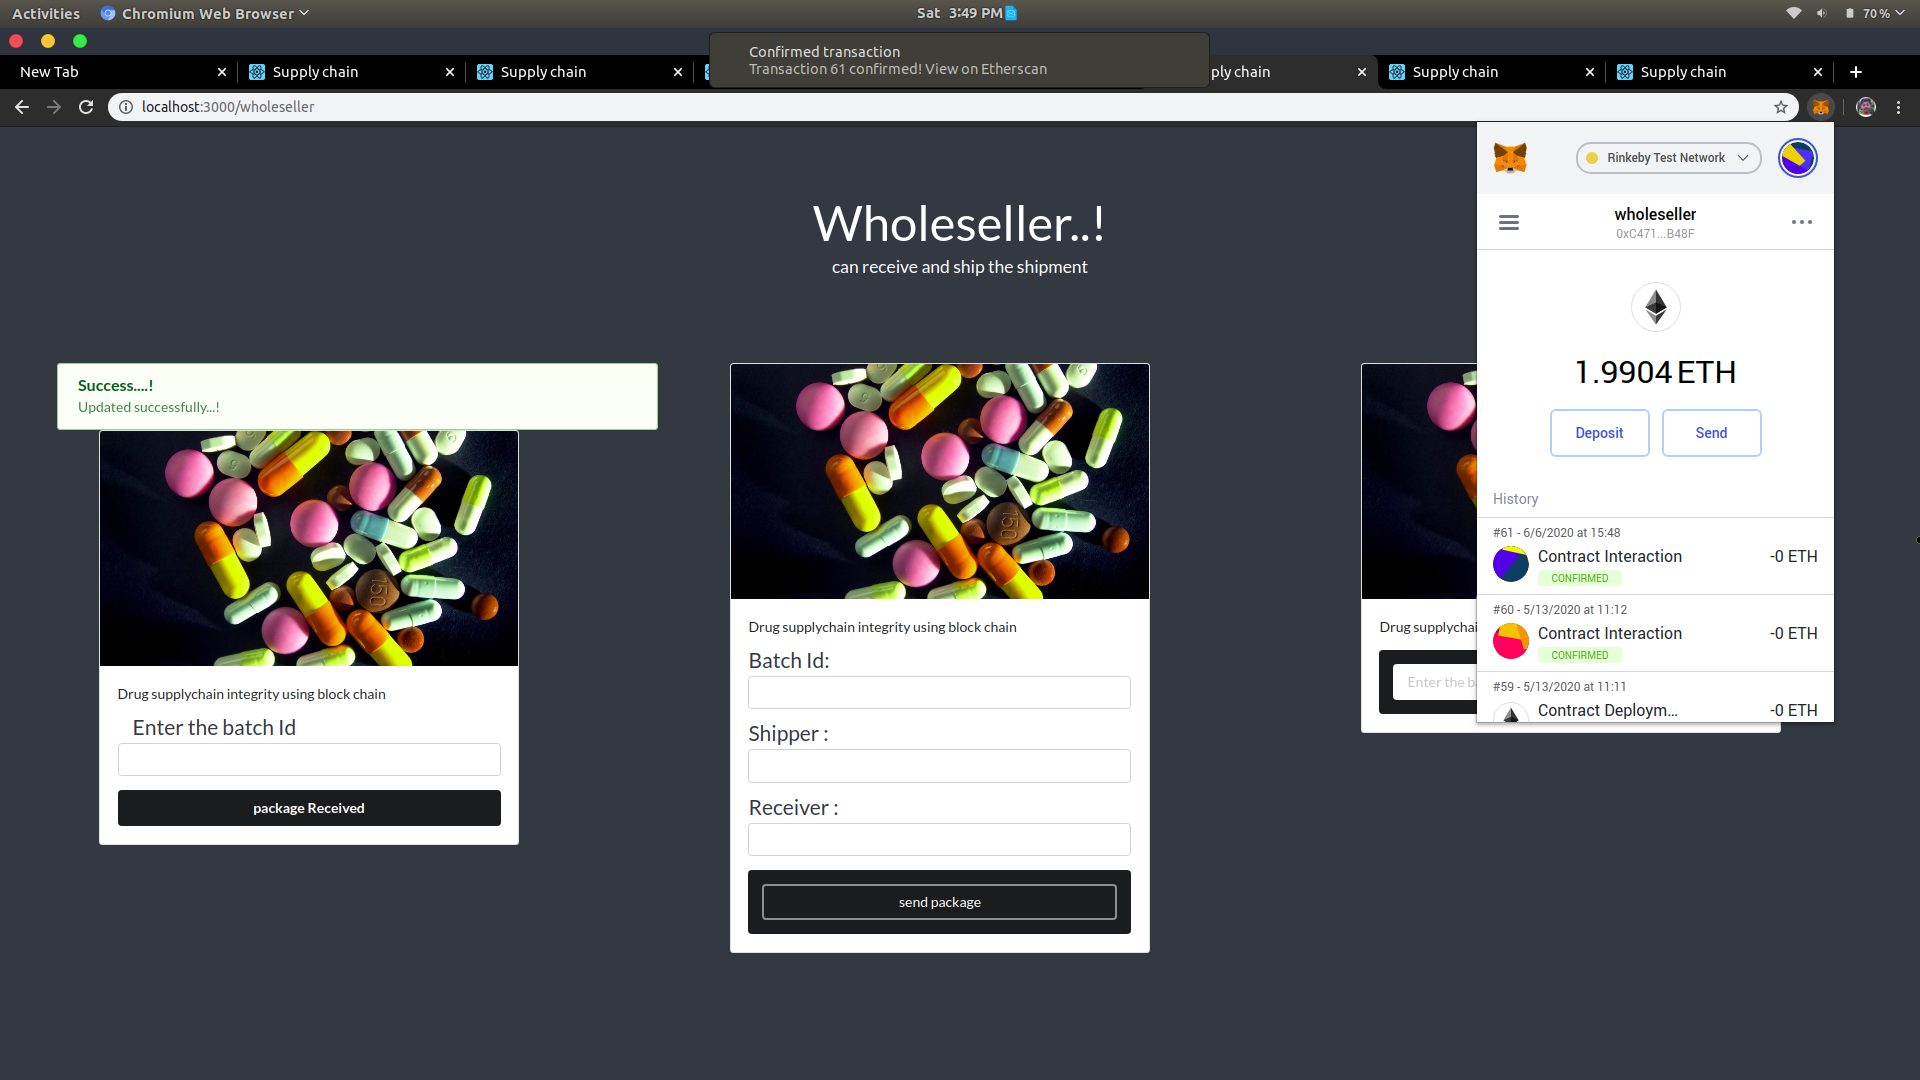 Activities
Chromium Web Browser
Sat 3:49 PM
70 %
New Tab
Supply chain
Supply chain
ply chain
Supply chain
Supply chain
Confirmed transaction
Transaction 61 confirmed! View on Etherscan
localhost:3000/wholeseller
Wholeseller..!
can receive and ship the shipment
Success....!
Updated successfully...!
Drug supplychain integrity using block chain
Enter the batch Id
package Received
Drug supplychain integrity using block chain
Batch Id:
Shipper :
Receiver :
send package
Drug supplychai
Enter the b
Rinkeby Test Network
wholeseller
0xC471...B48F
1.9904 ETH
Deposit
Send
History
#61 - 6/6/2020 at 15:48
Contract Interaction
-0 ETH
CONFIRMED
#60 - 5/13/2020 at 11:12
Contract Interaction
-0 ETH
CONFIRMED
#59 - 5/13/2020 at 11:11
Contract Deploym...
-0 ETH